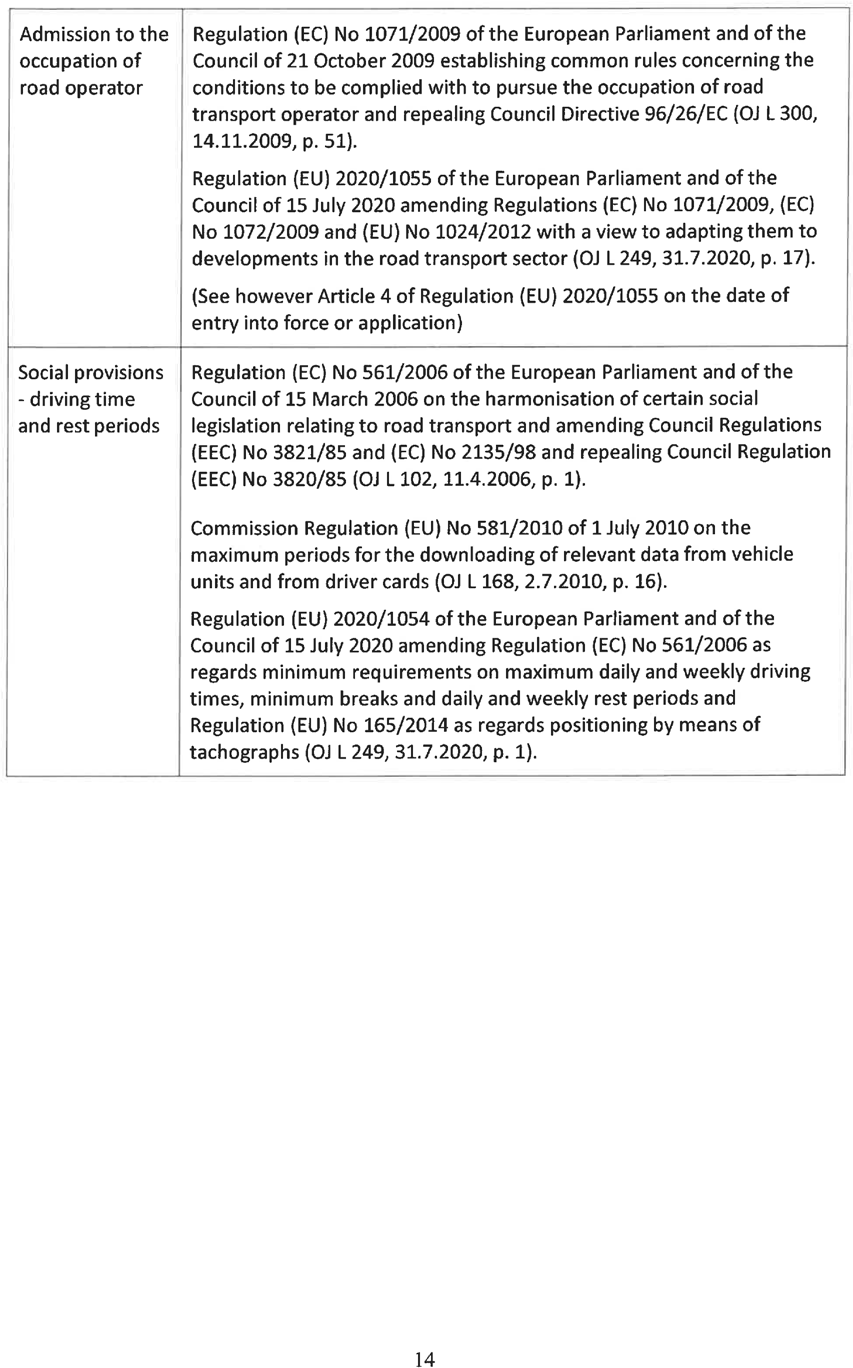 Admission to the
occupation of
road operator
Regulation (EC) No 1071/2009 of the European Parliament and of the
Council of 21 October 2009 establishing common rules concerning the
conditions to be complied with to pursue the occupation of road
transport operator and repealing Council Directive 96/26/EC (OJ L 300,
14.11.2009, p. 51).
Regulation (EU) 2020/1055 of the European Parliament and of the
Council of 15 July 2020 amending Regulations (EC) No 1071/2009, (EC)
No 1072/2009 and (EU) No 1024/2012 with a view to adapting them to
developments in the road transport sector (OJ L 249, 31.7.2020, p. 17).
(See however Article 4 of Regulation (EU) 2020/1055 on the date of
entry into force or application)
Social provisions
- driving time
and rest periods
Regulation (EC) No 561/2006 of the European Parliament and of the
Council of 15 March 2006 on the harmonisation of certain social
legislation relating to road transport and amending Council Regulations
(EEC) No 3821/85 and (EC) No 2135/98 and repealing Council Regulation
(EEC) No 3820/85 (OJ L 102, 11.4.2006, p. 1).
Commission Regulation (EU) No 581/2010 of 1 July 2010 on the
maximum periods for the downloading of relevant data from vehicle
units and from driver cards (OJ L 168, 2.7.2010, p. 16).
Regulation (EU) 2020/1054 of the European Parliament and of the
Council of 15 July 2020 amending Regulation (EC) No 561/2006 as
regards minimum requirements on maximum daily and weekly driving
times, minimum breaks and daily and weekly rest periods and
Regulation (EU) No 165/2014 as regards positioning by means of
tachographs (OJ L 249, 31.7.2020, p. 1).
14